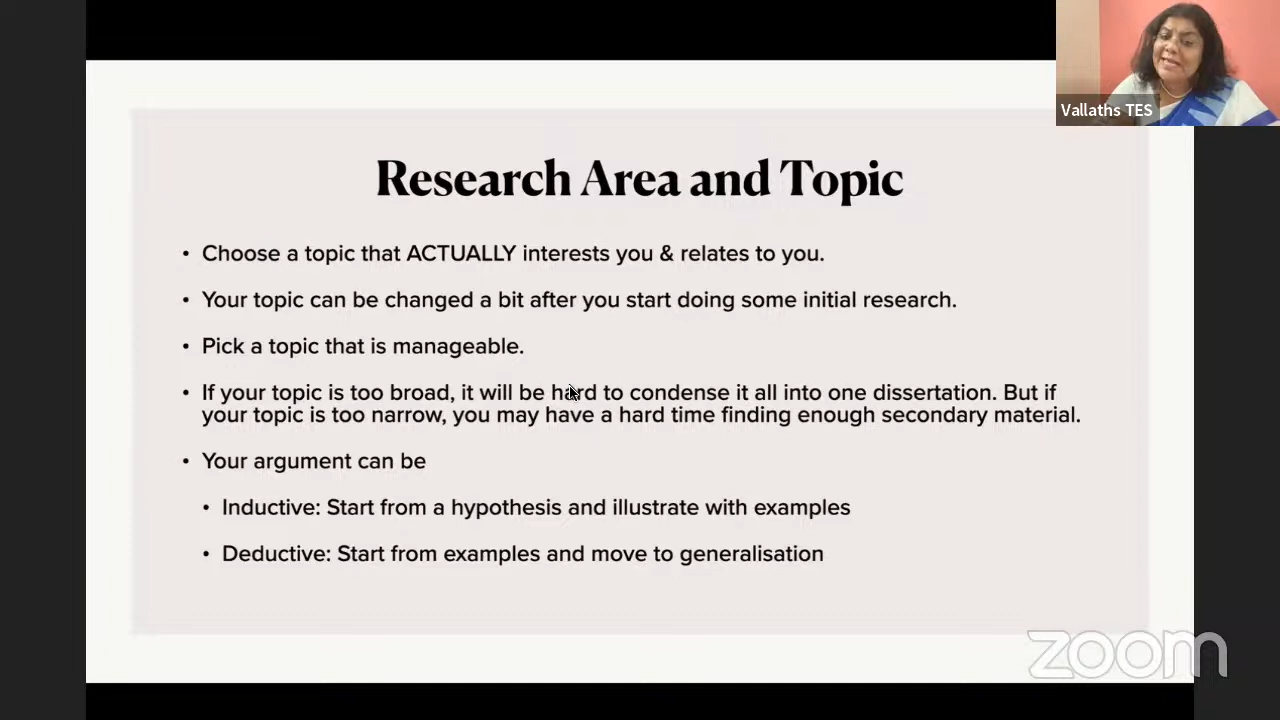 Vallaths TES
Research Area and Topic
• Choose a topic that ACTUALLY interests you & relates to you.
• Your topic can be changed a bit after you start doing some initial research.
• Pick a topic that is manageable.
• If your topic is too broad, it will be hard to condense it all into one dissertation. But if
your topic is too narrow, you may have a hard time finding enough secondary material.
• Your argument can be
• Inductive: Start from a hypothesis and illustrate with examples
• Deductive: Start from examples and move to generalisation
zoom